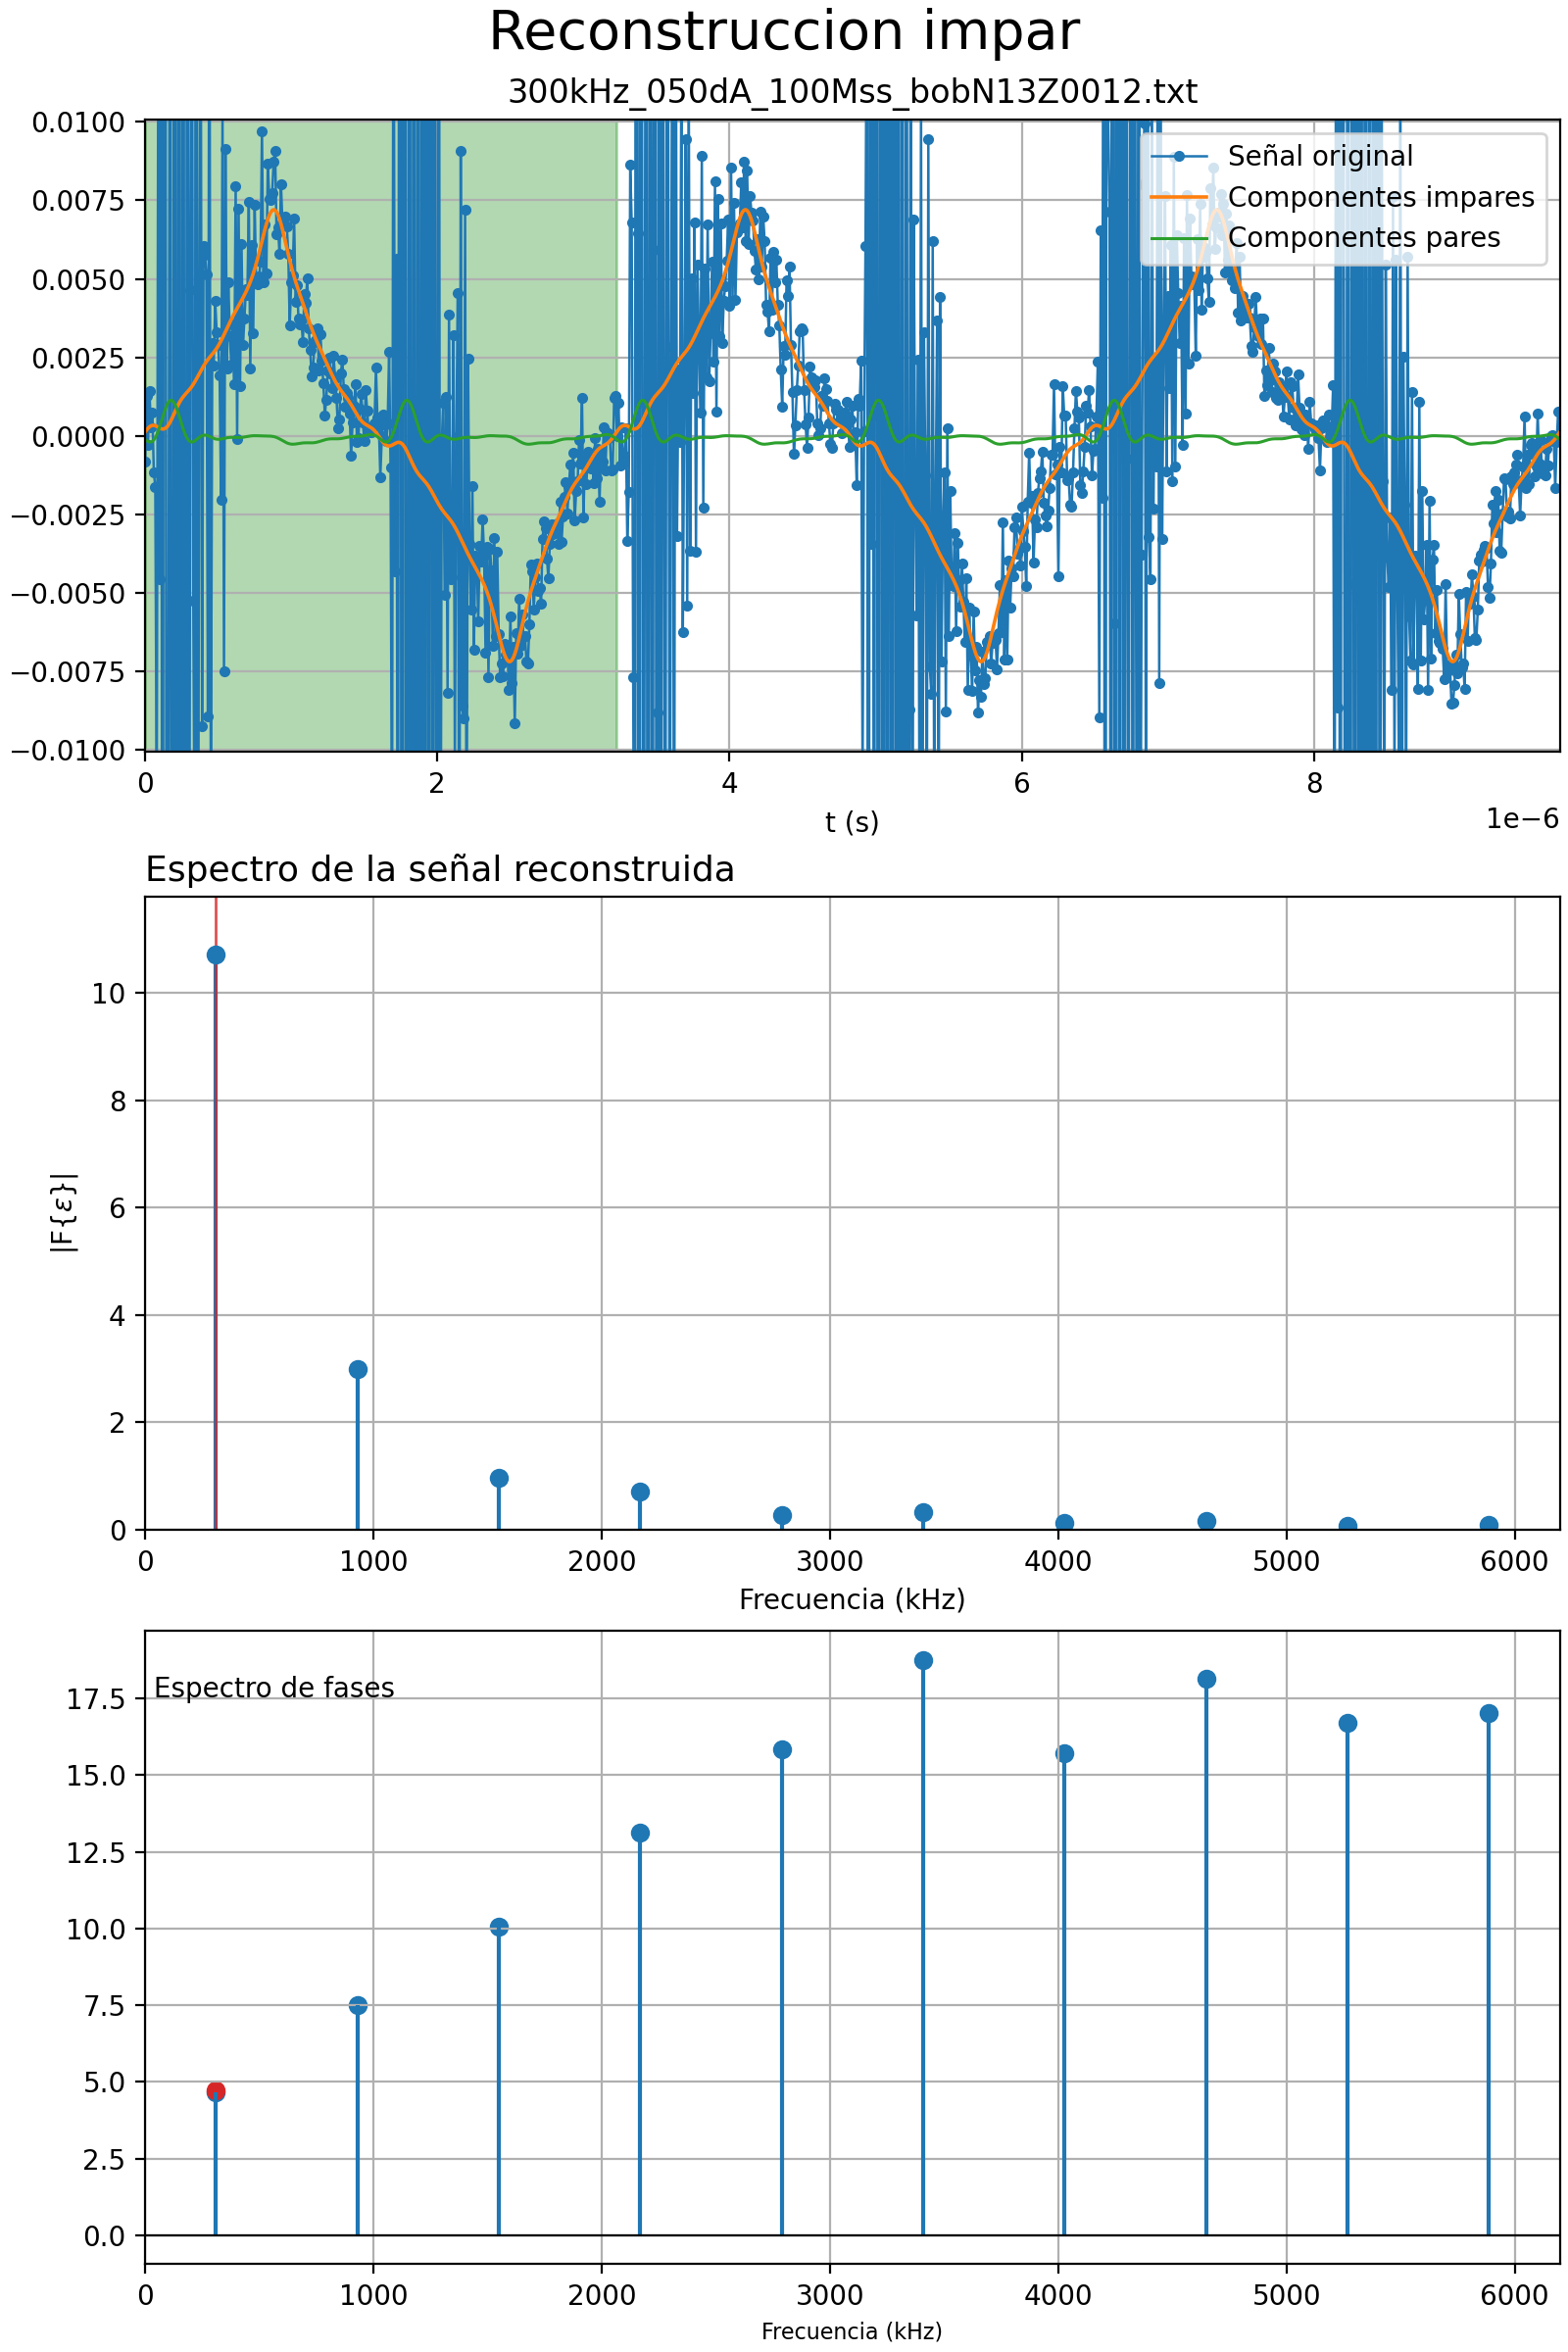 Reconstruccion impar
300kHz_050dA_100Mss_bobN13Z0012.txt
0.0100
0.0075
0.0050
0.0025
0.0000
−0.0025
−0.0050
−0.0075
−0.0100
Señal original
Componentes impares
Componentes pares
0 2 4 6 8
1e−6
t (s)
Espectro de la señal reconstruida
10
8
6
4
2
0
|F{ε}|
0 1000 2000 3000 4000 5000 6000
Frecuencia (kHz)
Espectro de fases
17.5
15.0
12.5
10.0
7.5
5.0
2.5
0.0
0 1000 2000 3000 4000 5000 6000
Frecuencia (kHz)